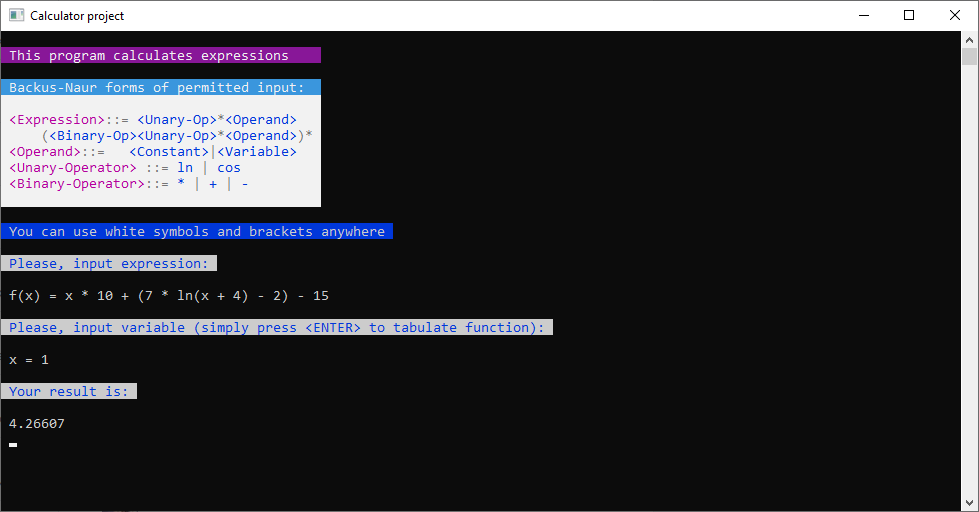 Calculator project
This program calculates expressions
Backus-Naur forms of permitted input:
<Expression>::= <Unary-Op>*<Operand>
(<Binary-Op><Unary-Op>*<Operand>)*
<Operand>::= <Constant>|<Variable>
<Unary-Operator> ::= ln | cos
<Binary-Operator>::= * | + | -
You can use white symbols and brackets anywhere
Please, input expression:
f(x) = x * 10 + (7 * ln(x + 4) - 2) - 15
Please, input variable (simply press <ENTER> to tabulate function):
x = 1
Your result is:
4.26607